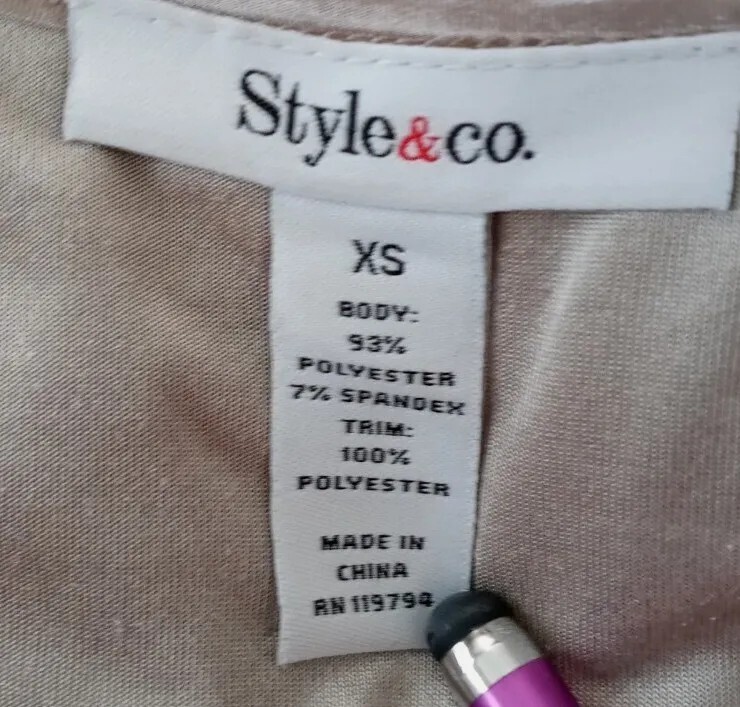 Style&co.
XS
BODY:
93%
POLYESTER
7% SPANDEX
TRIM:
100%
POLYESTER
MADE IN
CHINA
RN 119794